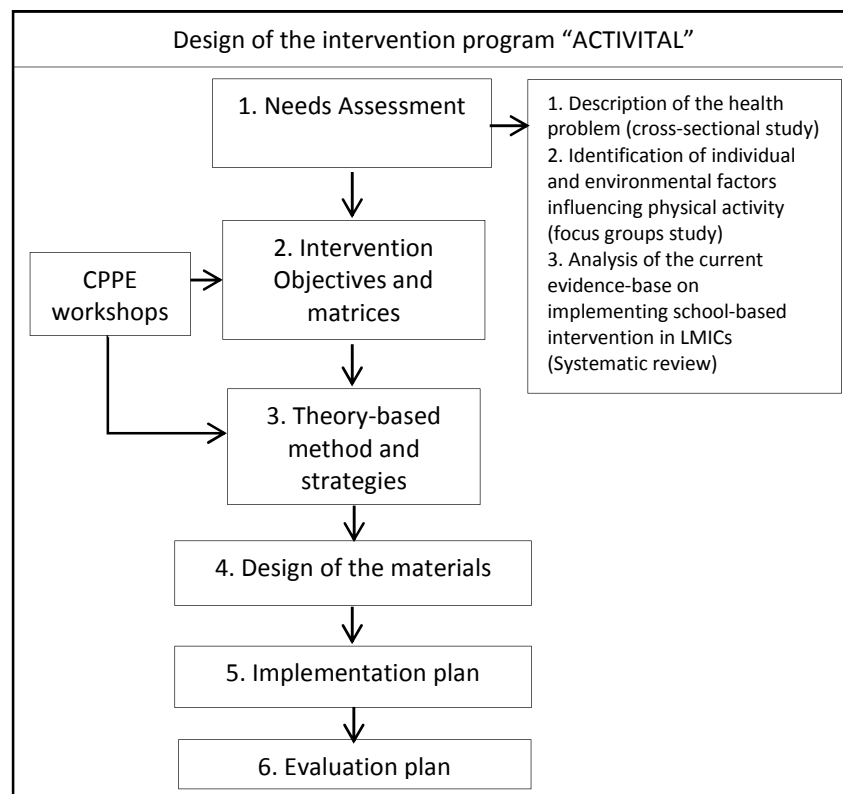 Design of the intervention program “ACTIVITAL”
1. Needs Assessment
1. Description of the health
problem (cross-sectional study)
2. Identification of individual
and environmental factors
influencing physical activity
(focus groups study)
3. Analysis of the current
evidence-base on
implementing school-based
intervention in LMICs
(Systematic review)
CPPE
workshops
2. Intervention
Objectives and
matrices
3. Theory-based
method and
strategies
4. Design of the materials
5. Implementation plan
6. Evaluation plan